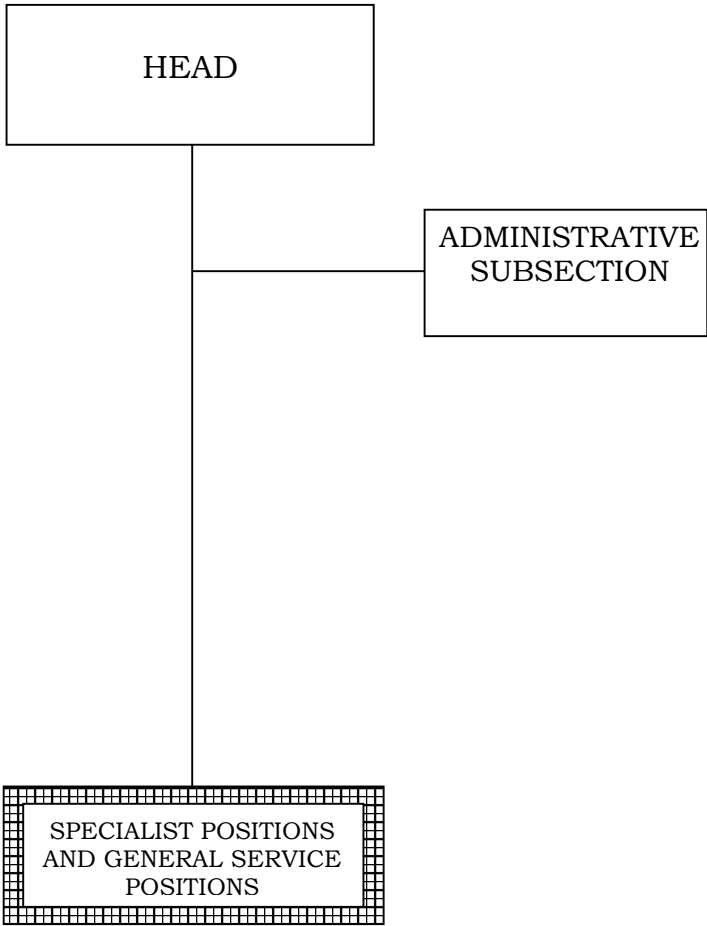 HEAD
ADMINISTRATIVE
SUBSECTION
SPECIALIST POSITIONS
AND GENERAL SERVICE
POSITIONS